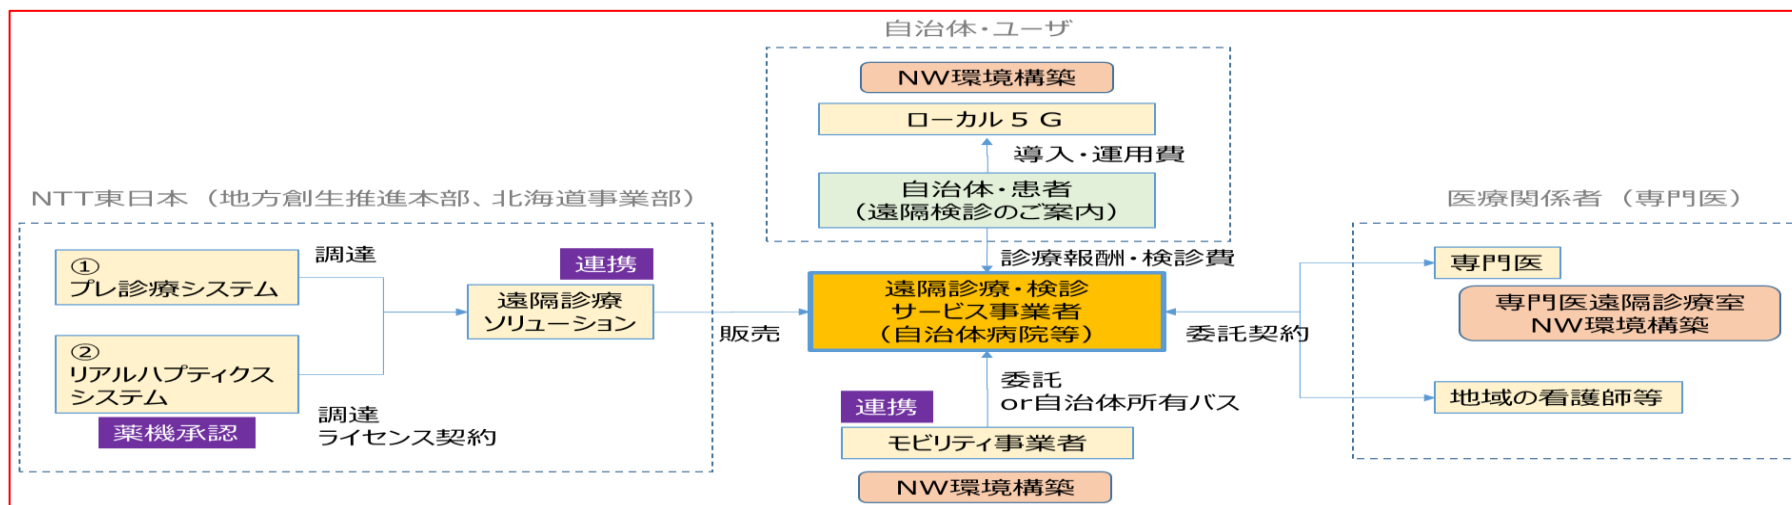 自治体・ユーザ
NW環境構築
ローカル５Ｇ
導入・運用費
自治体・患者
（遠隔検診のご案内）
診療報酬・検診費
NTT東日本（地方創生推進本部、北海道事業部）
①
プレ診療システム
調達
②
リアルハプティクス
システム
薬機承認
調達
ライセンス契約
連携
遠隔診療
ソリューション
販売
遠隔診療・検診
サービス事業者
（自治体病院等）
委託
or自治体所有バス
連携
モビリティ事業者
NW環境構築
委託契約
医療関係者（専門医）
専門医
専門医遠隔診療室
NW環境構築
地域の看護師等